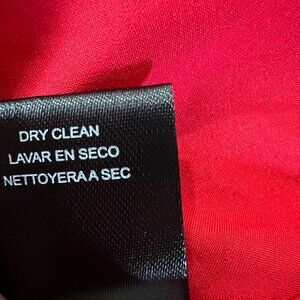 DRY CLEAN
LAVAR EN SECO
NETTOYERA A SEC